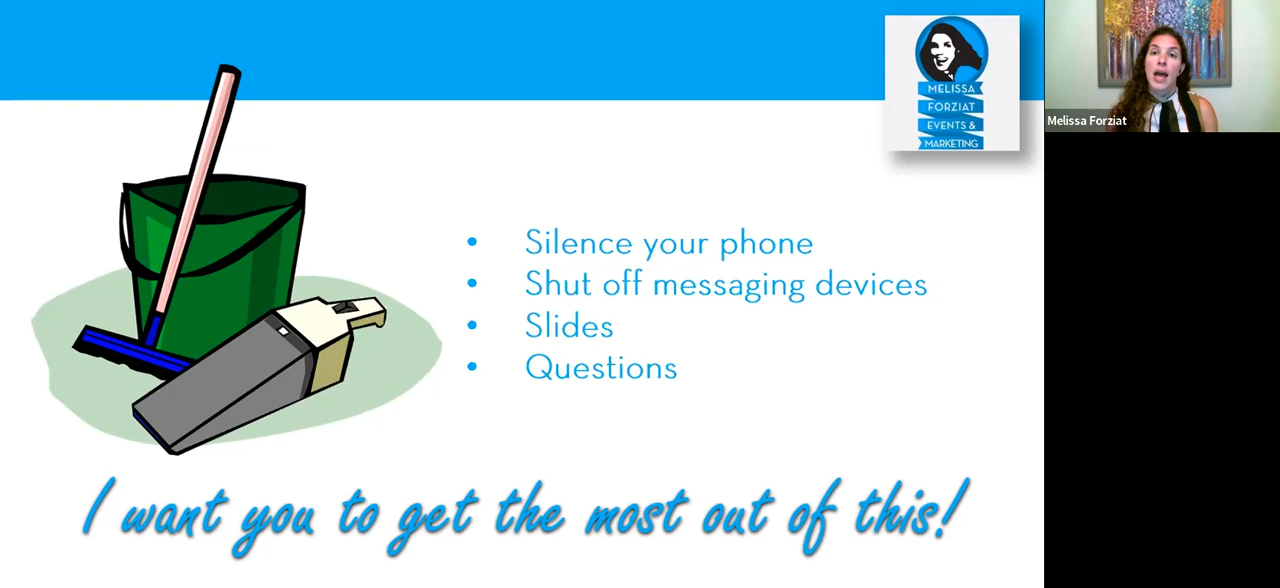 MELISSA
FORZIAT
EVENTS &
MARKETING
Melissa Forziat
• Silence your phone
• Shut off messaging devices
• Slides
• Questions
I want you to get the most out of this!